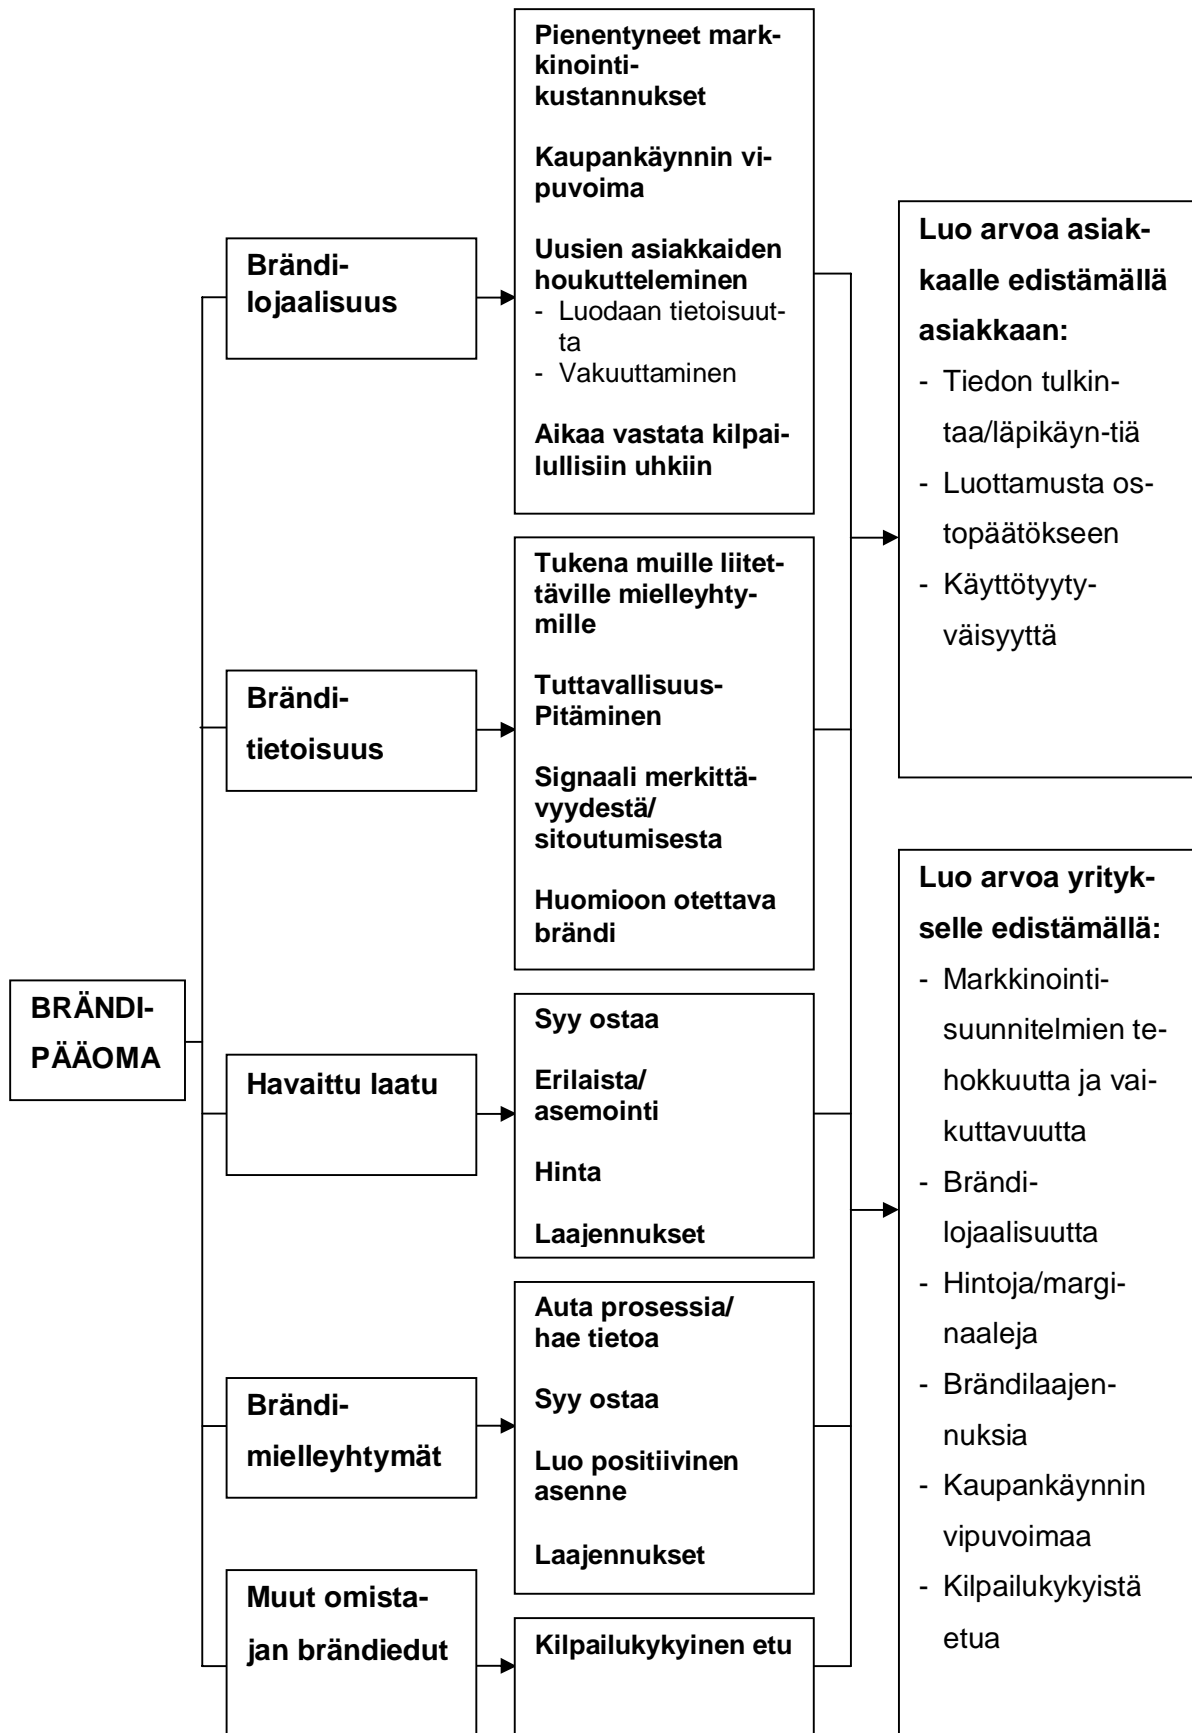 BRÄNDI-
PÄÄOMA
Brändi-
lojaalisuus
Pienentyneet mark-
kinointi-
kustannukset
Kaupankäynnin vi-
puvoima
Uusien asiakkaiden
houkutteleminen
- Luodaan tietoisuut-
ta
- Vakuuttaminen
Aikaa vastata kilpai-
lullisiin uhkiin
Brändi-
tietoisuus
Tukena muille liitet-
täville mielleyhty-
mille
Tuttavallisuus-
Pitäminen
Signaali merkittä-
vyydestä/
sitoutumisesta
Huomioon otettava
brändi
Havaittu laatu
Syy ostaa
Erilaista/
asemointi
Hinta
Laajennukset
Brändi-
mielleyhtymät
Auta prosessia/
hae tietoa
Syy ostaa
Luo positiivinen
asenne
Laajennukset
Muut omista-
jan brändiedut
Kilpailukykyinen etu
Luo arvoa asiak-
kaalle edistämällä
asiakkaan:
- Tiedon tulkin-
taa/läpikäyn-tiä
- Luottamusta os-
topäätökseen
- Käyttötyyty-
väisyyttä
Luo arvoa yrityk-
selle edistämällä:
- Markkinointi-
suunnitelmien te-
hokkuutta ja vai-
kuttavuutta
- Brändi-
lojaalisuutta
- Hintoja/margi-
naaleja
- Brändilaajen-
nuksia
- Kaupankäynnin
vipuvoimaa
- Kilpailukykyistä
etua